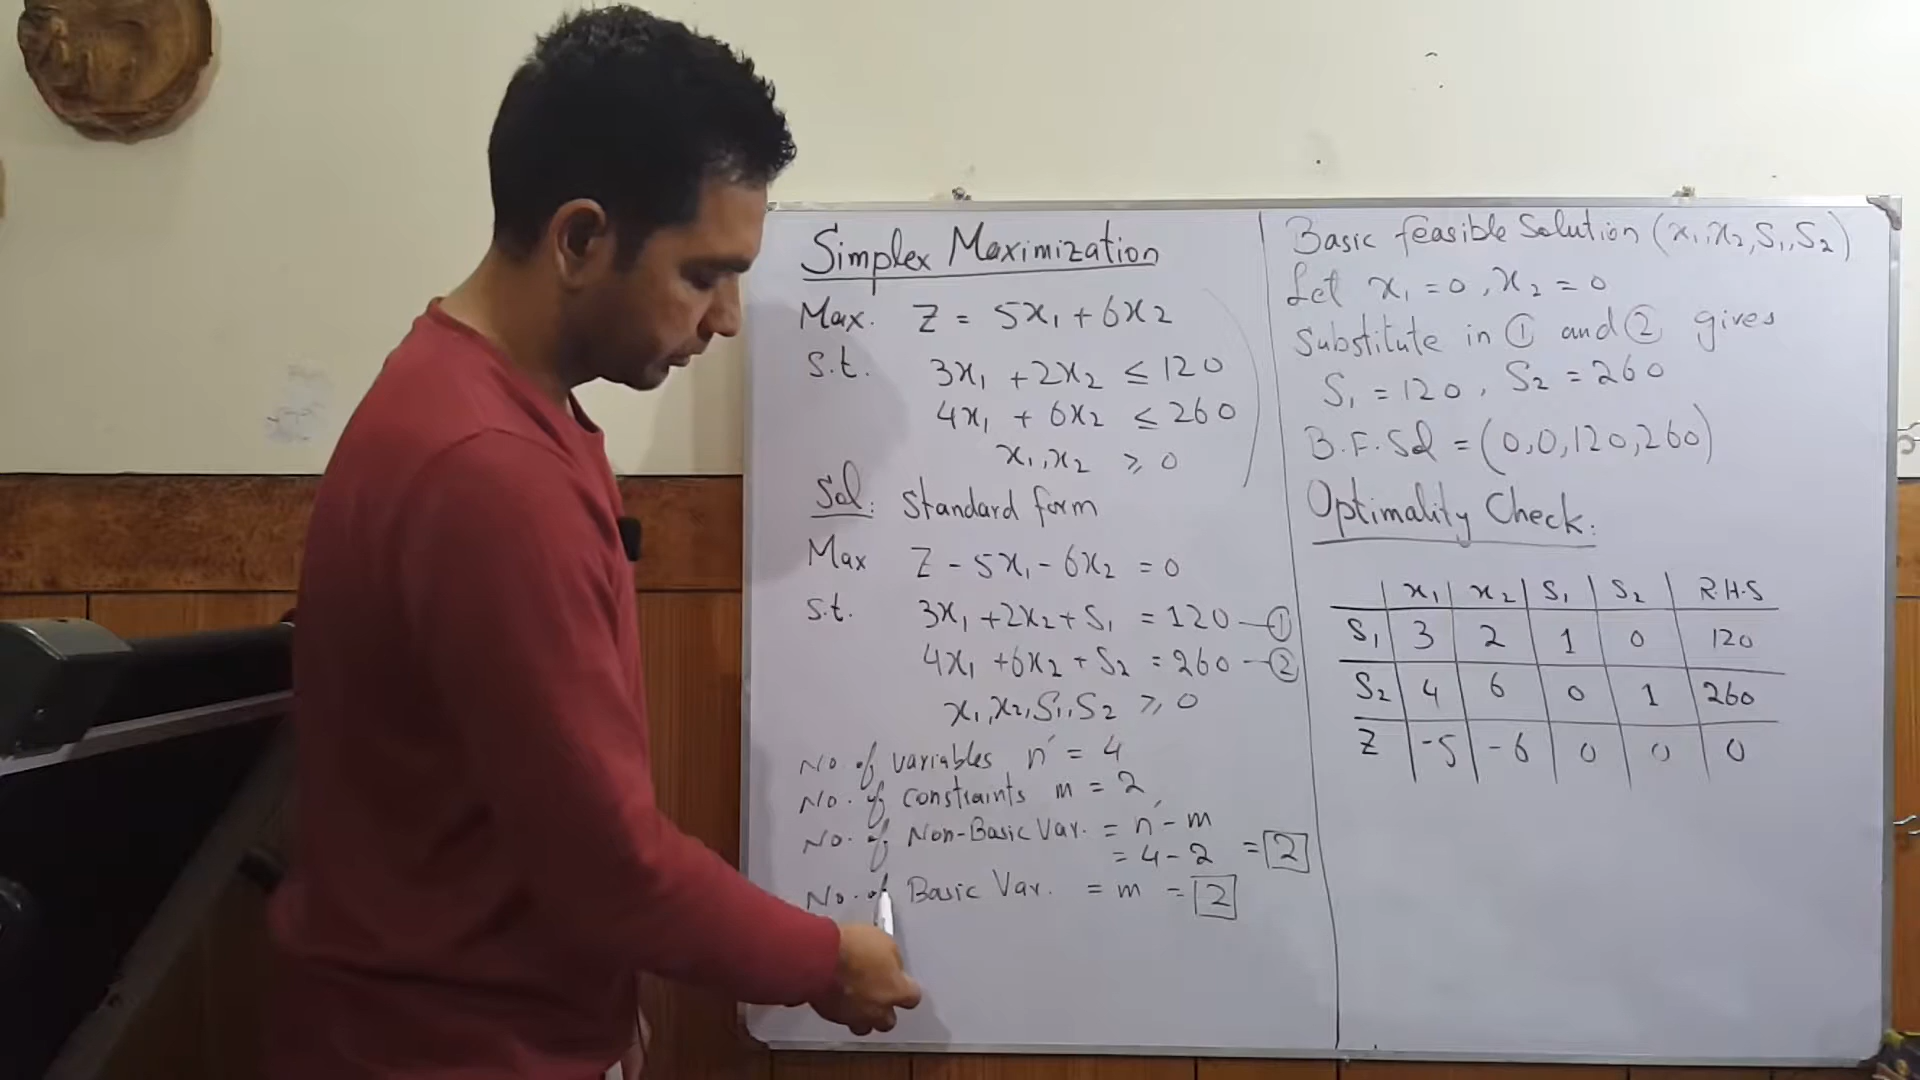 Simplex Maximization
Max. Z = 5x₁ + 6x₂
s.t. 3x₁ + 2x₂ ≤ 120
4x₁ + 6x₂ ≤ 260
x₁, x₂ ≥ 0
Sol: Standard form
Max Z - 5x₁ - 6x₂ = 0
s.t. 3x₁ + 2x₂ + S₁ = 120 — ①
4x₁ + 6x₂ + S₂ = 260 — ②
x₁, x₂, S₁, S₂ ≥ 0
No. of variables n' = 4
No. of constraints m = 2
No. of Non-Basic Var. = n' - m
= 4 - 2 = 2
No. of Basic Var. = m = 2
Basic feasible Solution (x₁, x₂, S₁, S₂)
Let x₁ = 0, x₂ = 0
Substitute in ① and ② gives
S₁ = 120, S₂ = 260
B.F. Sol = (0,0,120,260)
Optimality Check:
x₁ x₂ S₁ S₂ R.H.S
S₁ 3 2 1 0 120
S₂ 4 6 0 1 260
Z -5 -6 0 0 0